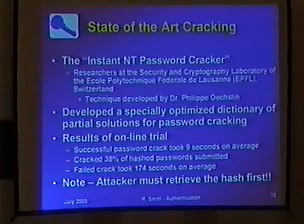 State of the Art Cracking
• The "Instant NT Password Cracker"
– Researchers at the Security and Cryptography Laboratory of
the Ecole Polytechnique Federale de Lausanne (EPFL),
Switzerland
• Technique developed by Dr. Philippe Oechslin
• Developed a specially optimized dictionary of
partial solutions for password cracking
• Results of on-line trial
– Successful password crack took 9 seconds on average
– Cracked 38% of hashed passwords submitted
– Failed crack took 174 seconds on average
• Note – Attacker must retrieve the hash first!!
July 2003
R. Smith - Authentication